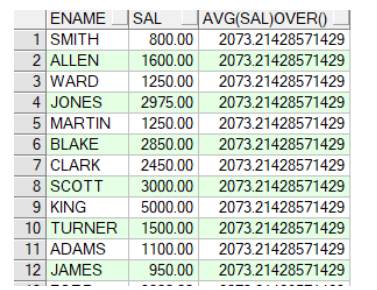 ENAME SAL AVG(SAL)OVER()
1 SMITH 800.00 2073.21428571429
2 ALLEN 1600.00 2073.21428571429
3 WARD 1250.00 2073.21428571429
4 JONES 2975.00 2073.21428571429
5 MARTIN 1250.00 2073.21428571429
6 BLAKE 2850.00 2073.21428571429
7 CLARK 2450.00 2073.21428571429
8 SCOTT 3000.00 2073.21428571429
9 KING 5000.00 2073.21428571429
10 TURNER 1500.00 2073.21428571429
11 ADAMS 1100.00 2073.21428571429
12 JAMES 950.00 2073.21428571429